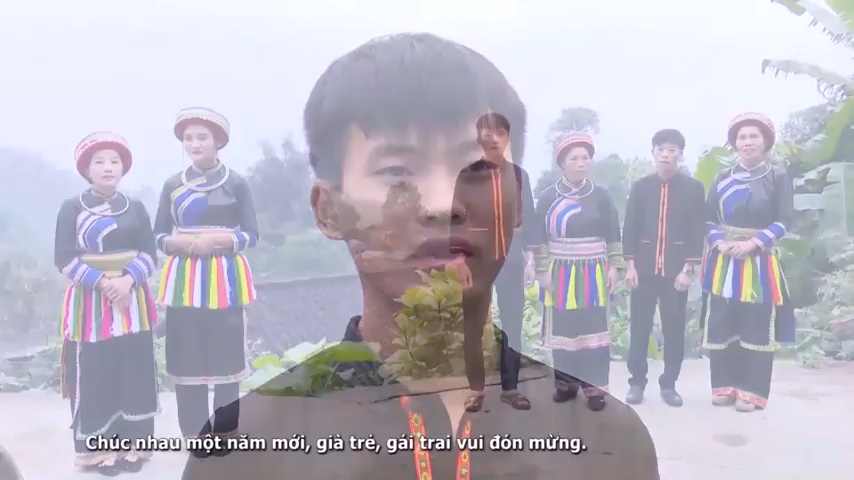 Chúc nhau một năm mới, già trẻ, gái trai vui đón mừng.